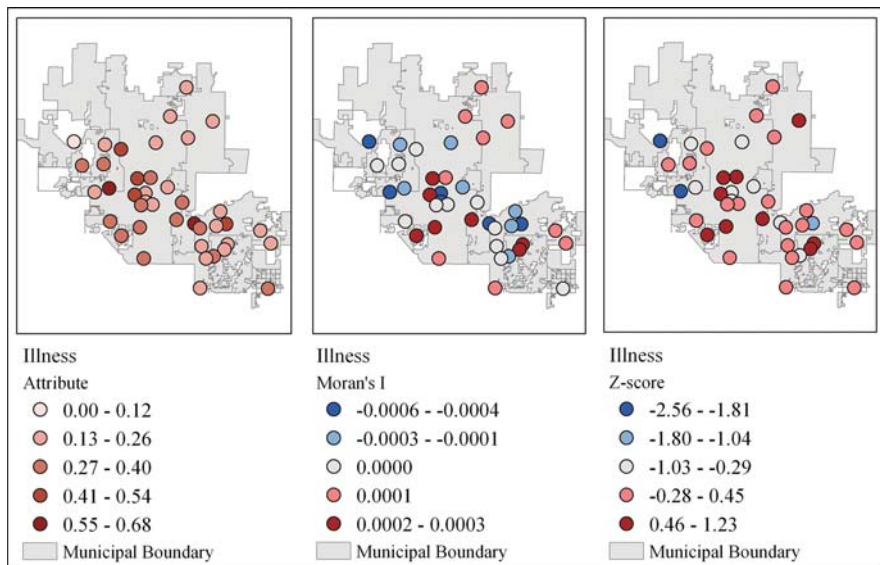 Illness
Attribute
0.00 - 0.12
0.13 - 0.26
0.27 - 0.40
0.41 - 0.54
0.55 - 0.68
Municipal Boundary
Illness
Moran's I
-0.0006 - -0.0004
-0.0003 - -0.0001
0.0000
0.0001
0.0002 - 0.0003
Municipal Boundary
Illness
Z-score
-2.56 - -1.81
-1.80 - -1.04
-1.03 - -0.29
-0.28 - 0.45
0.46 - 1.23
Municipal Boundary